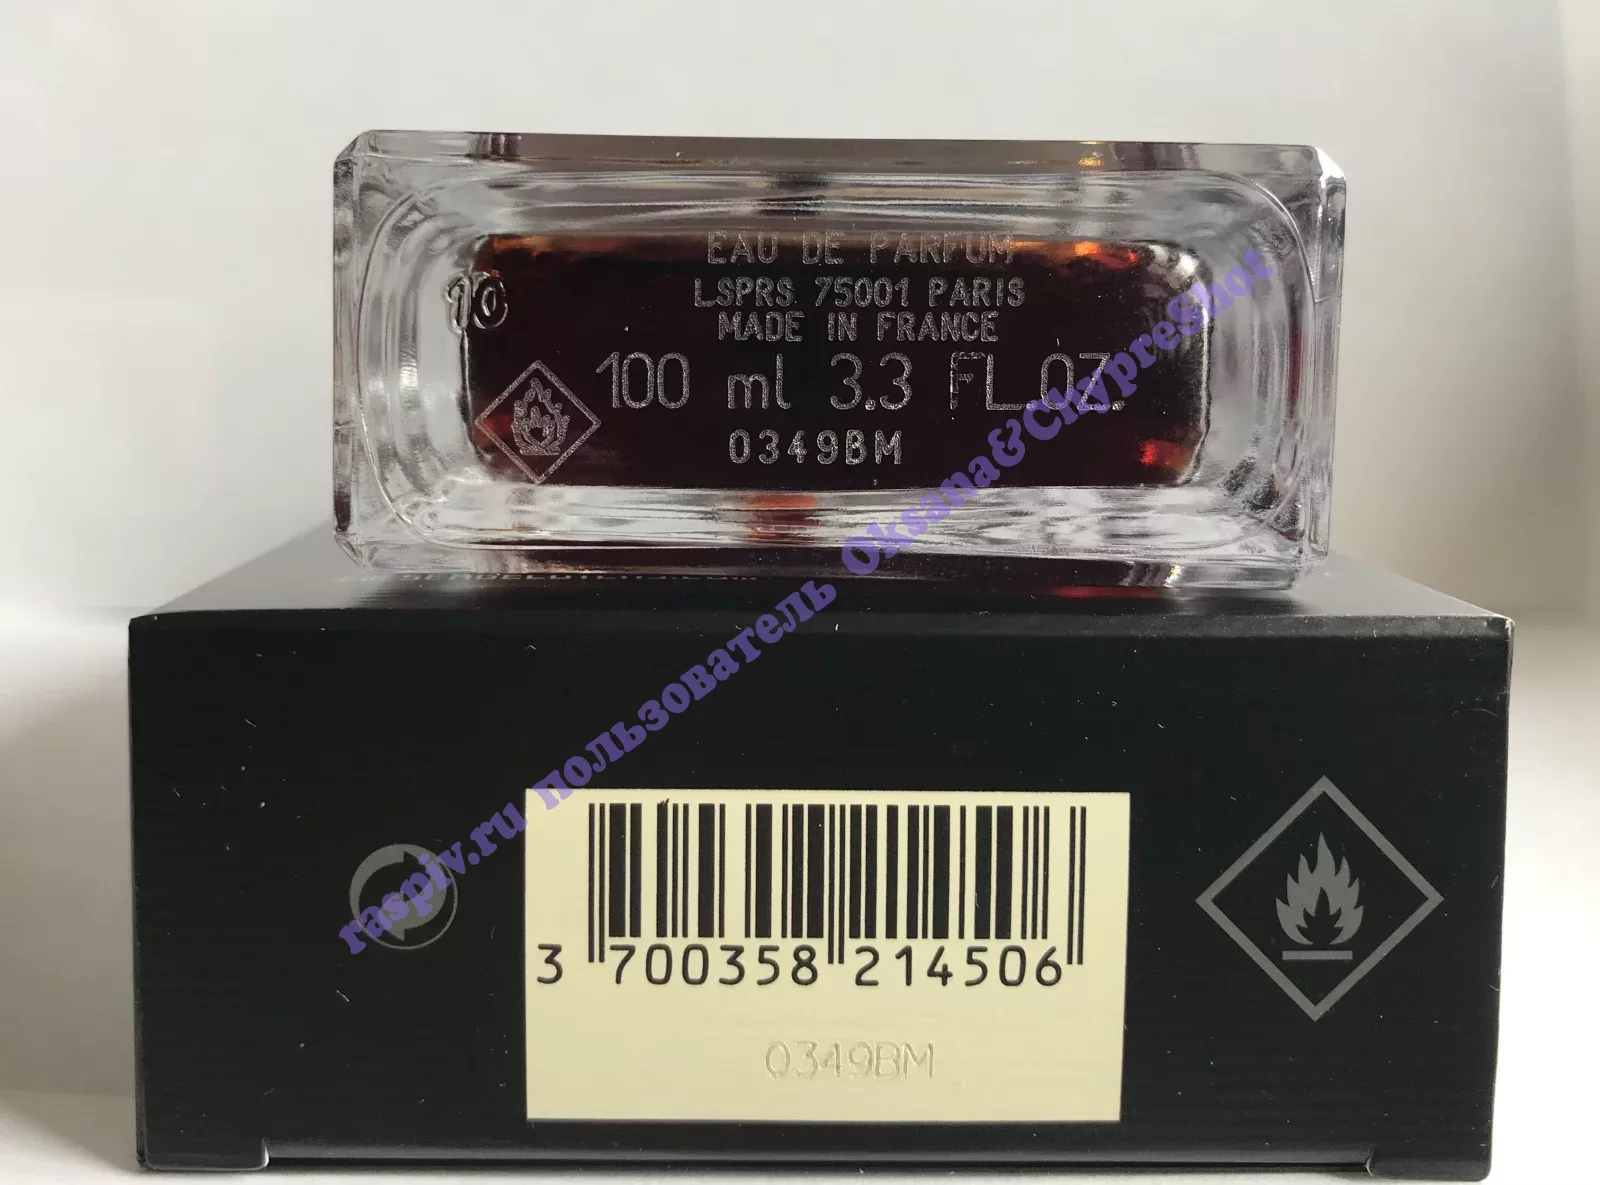 EAU DE PARFUM
LSPRS 75001 PARIS
MADE IN FRANCE
10
100 ml 3.3 FL.OZ.
0349BM
raspiv.ru пользователь Oksana&ChypreShot
3 700358 214506
0349BM